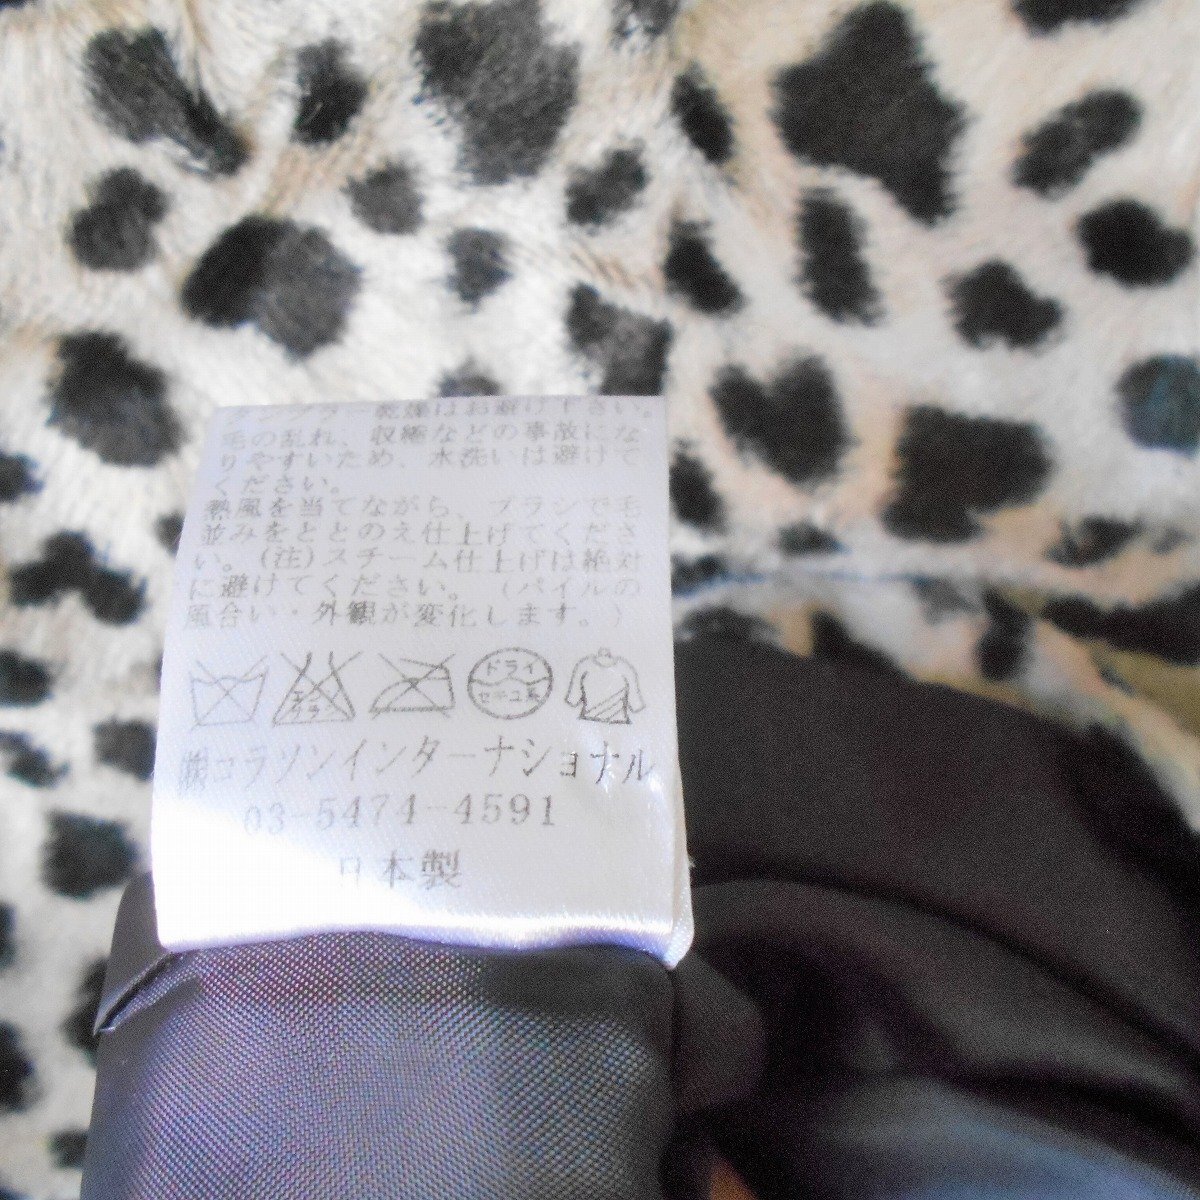 タンブラー乾燥はお避け下さい。
毛の乱れ、収縮などの事故にな
りやすいため、水洗いは避けて
ください。
熱風を当てながら、ブラシで毛
並みをととのえ仕上げてくださ
い。(注)スチーム仕上げは絶対
に避けてください。(パイルの
風合い・外観が変化します。)
エンソ
サラシ
ドライ
セキユ系
㈱コラソンインターナショナル
03-5474-4591
日本製